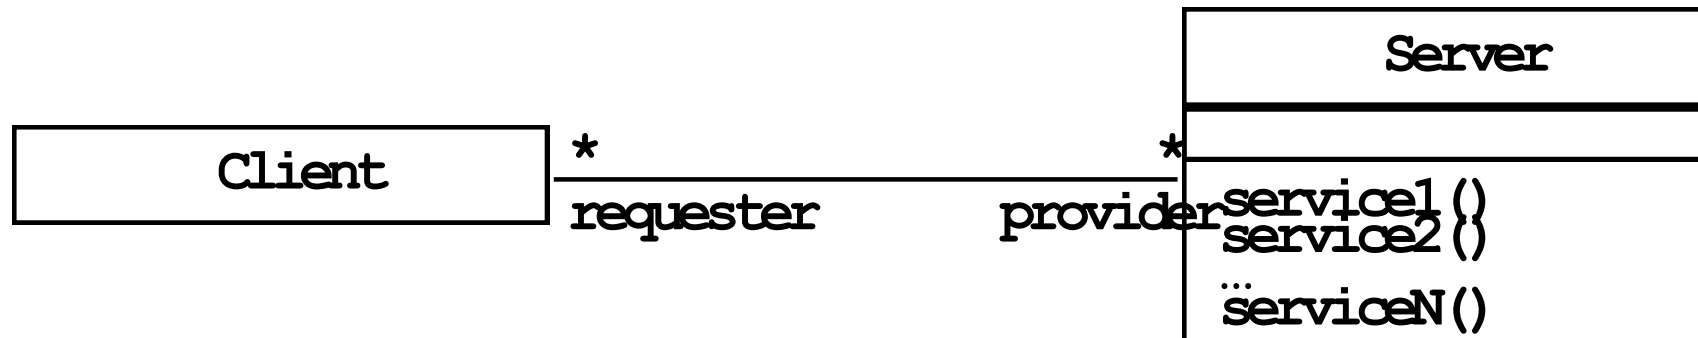 Server
Client
*
*
requester
provider
service1()
service2()
...
serviceN()